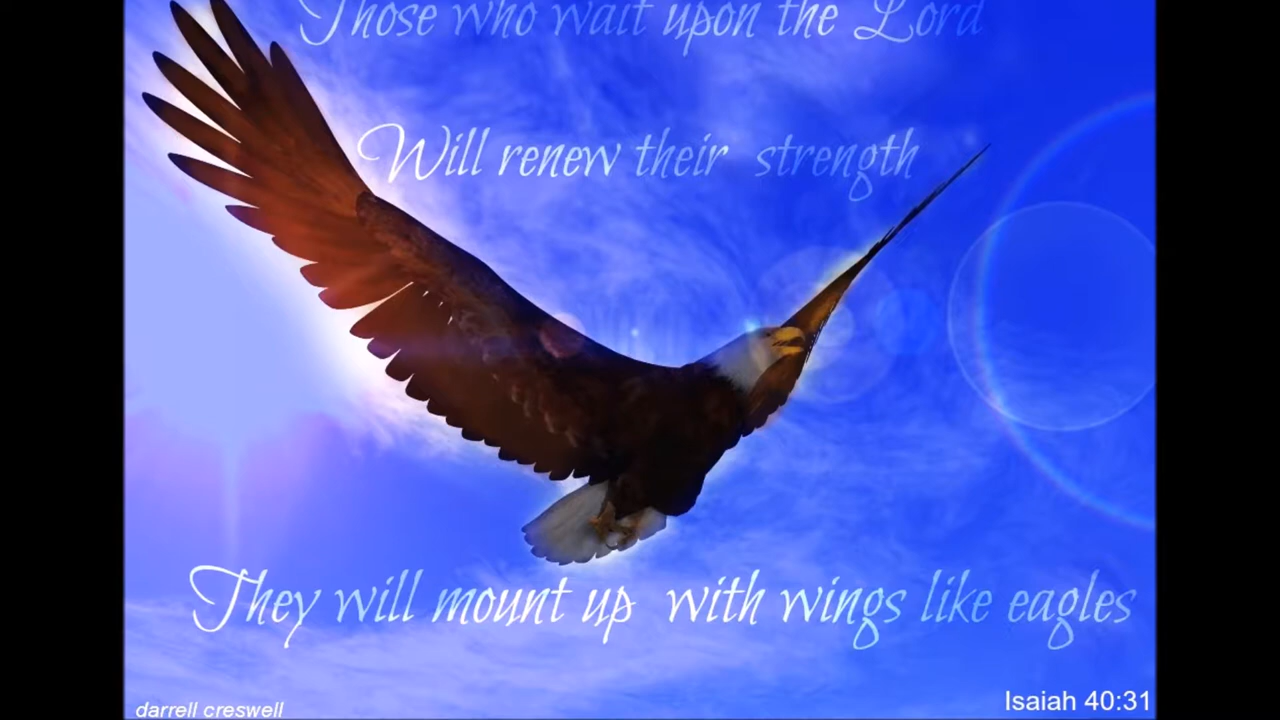 Those who wait upon the Lord
Will renew their strength
They will mount up with wings like eagles
darrell creswell
Isaiah 40:31